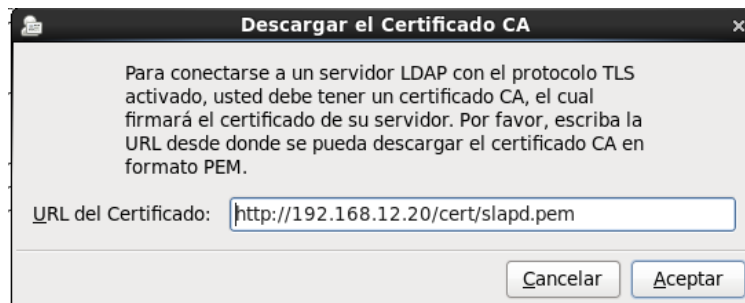 Descargar el Certificado CA
Para conectarse a un servidor LDAP con el protocolo TLS
activado, usted debe tener un certificado CA, el cual
firmará el certificado de su servidor. Por favor, escriba la
URL desde donde se pueda descargar el certificado CA en
formato PEM.
URL del Certificado: http://192.168.12.20/cert/slapd.pem
Cancelar Aceptar